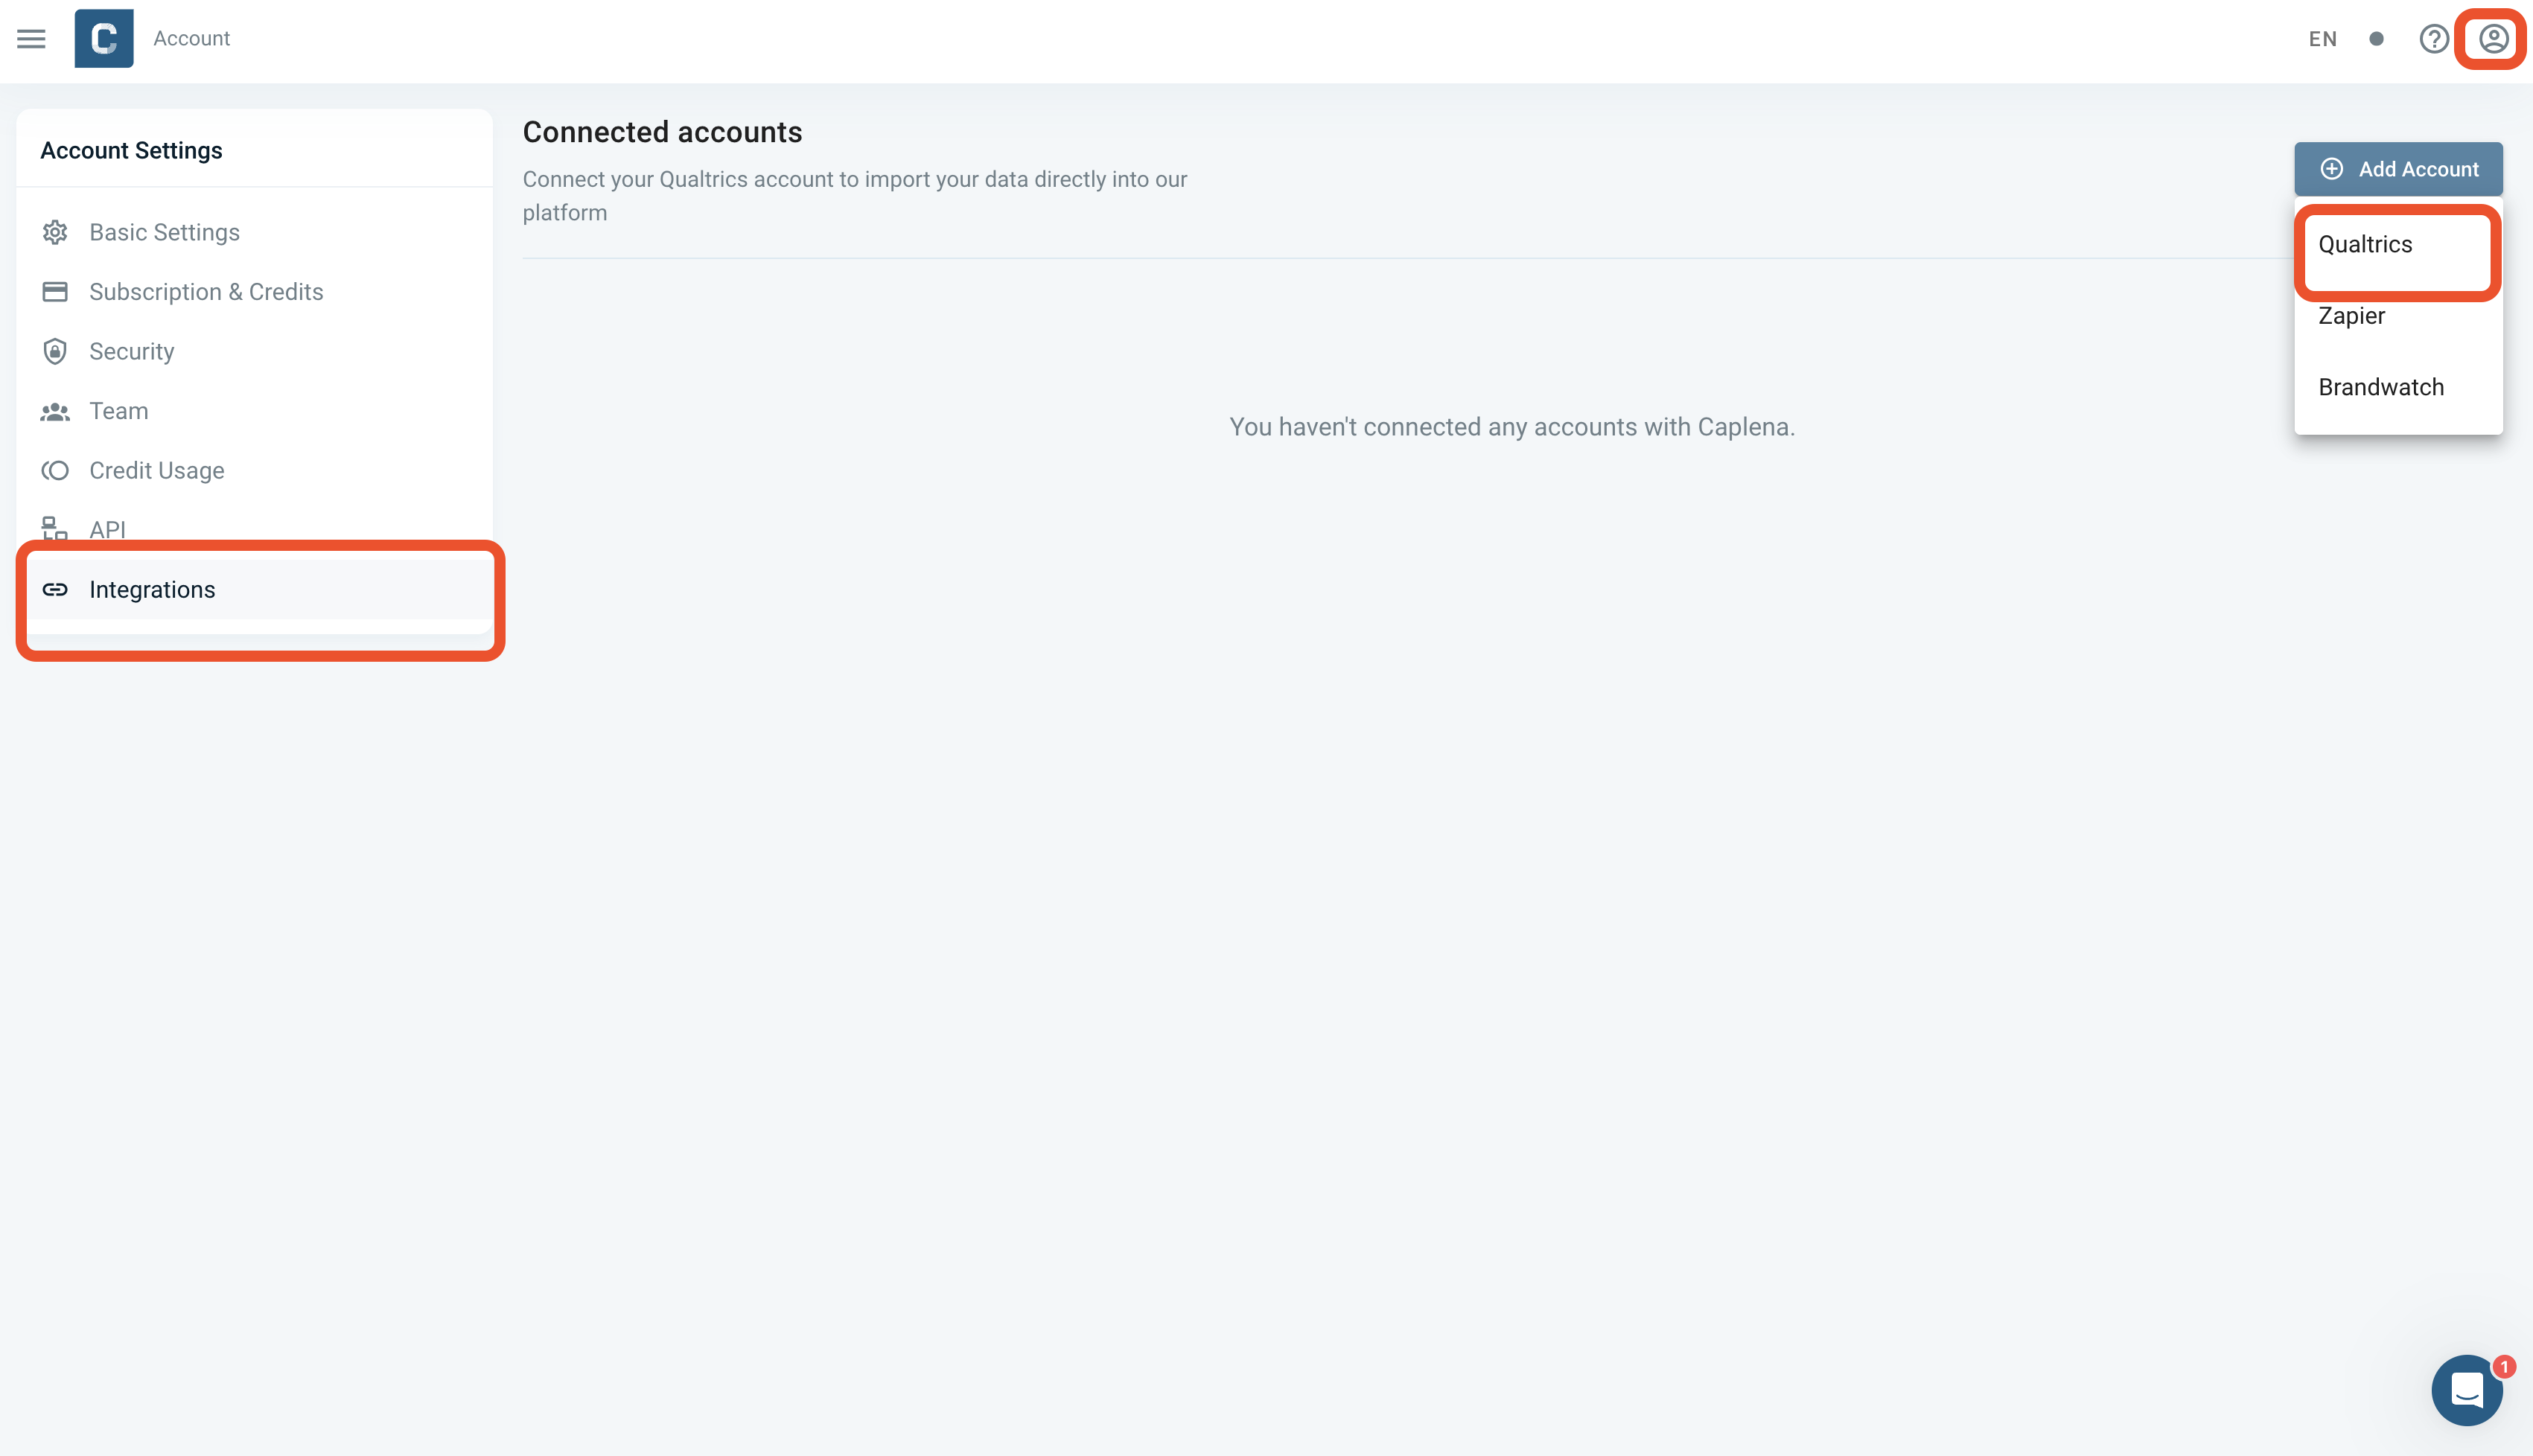 Account
EN
Account Settings
Basic Settings
Subscription & Credits
Security
Team
Credit Usage
API
Integrations
Connected accounts
Connect your Qualtrics account to import your data directly into our
platform
Add Account
Qualtrics
Zapier
Brandwatch
You haven't connected any accounts with Caplena.
1